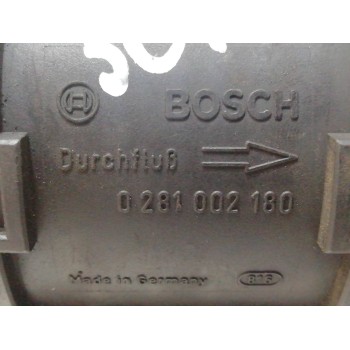 BOSCH
Durchfluß
0 281 002 180
Made in Germany